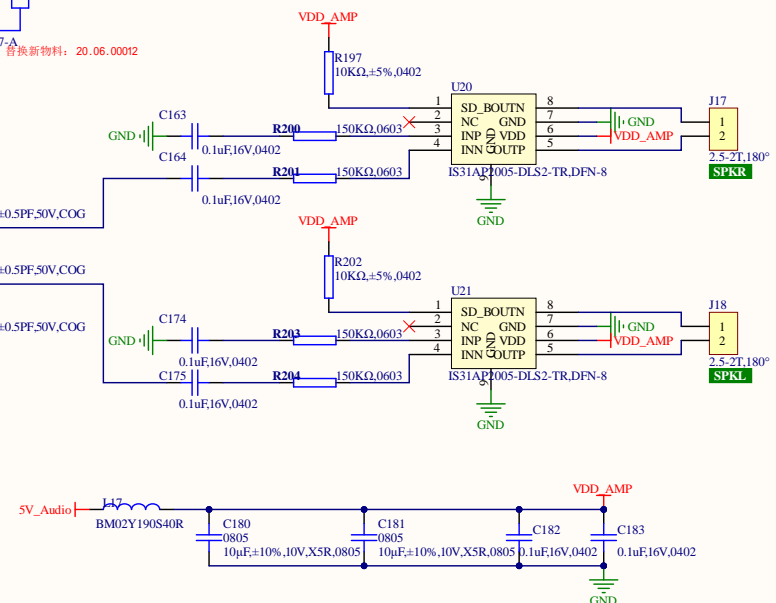 7-A
替换新物料：20.06.00012
VDD_AMP
R197
10KΩ,±5%,0402
U20
1 SD_B OUTN 8
2 NC GND 7
3 INP VDD 6
4 INN OUTP 5
GND
9
IS31AP2005-DLS2-TR,DFN-8
GND
C163
GND
0.1uF,16V,0402
R200
150KΩ,0603
C164
0.1uF,16V,0402
R201
150KΩ,0603
GND
VDD_AMP
J17
1
2
2.5-2T,180°
SPKR
±0.5PF,50V,COG
VDD_AMP
R202
10KΩ,±5%,0402
±0.5PF,50V,COG
±0.5PF,50V,COG
U21
1 SD_B OUTN 8
2 NC GND 7
3 INP VDD 6
4 INN OUTP 5
GND
9
IS31AP2005-DLS2-TR,DFN-8
GND
C174
GND
0.1uF,16V,0402
R203
150KΩ,0603
C175
0.1uF,16V,0402
R204
150KΩ,0603
GND
VDD_AMP
J18
1
2
2.5-2T,180°
SPKL
5V_Audio
L17
BM02Y190S40R
C180
0805
10μF,±10%,10V,X5R,0805
C181
0805
10μF,±10%,10V,X5R,0805
C182
0.1uF,16V,0402
VDD_AMP
C183
0.1uF,16V,0402
GND